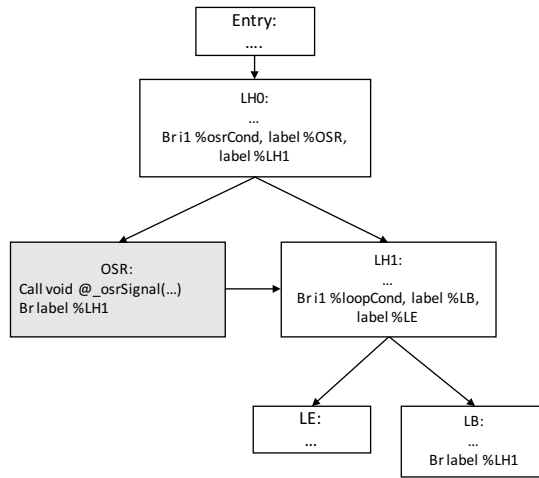 Entry:
....
LH0:
...
Br i1 %osrCond, label %OSR,
label %LH1
OSR:
Call void @_osrSignal(...)
Br label %LH1
LH1:
...
Br i1 %loopCond, label %LB,
label %LE
LE:
...
LB:
...
Br label %LH1